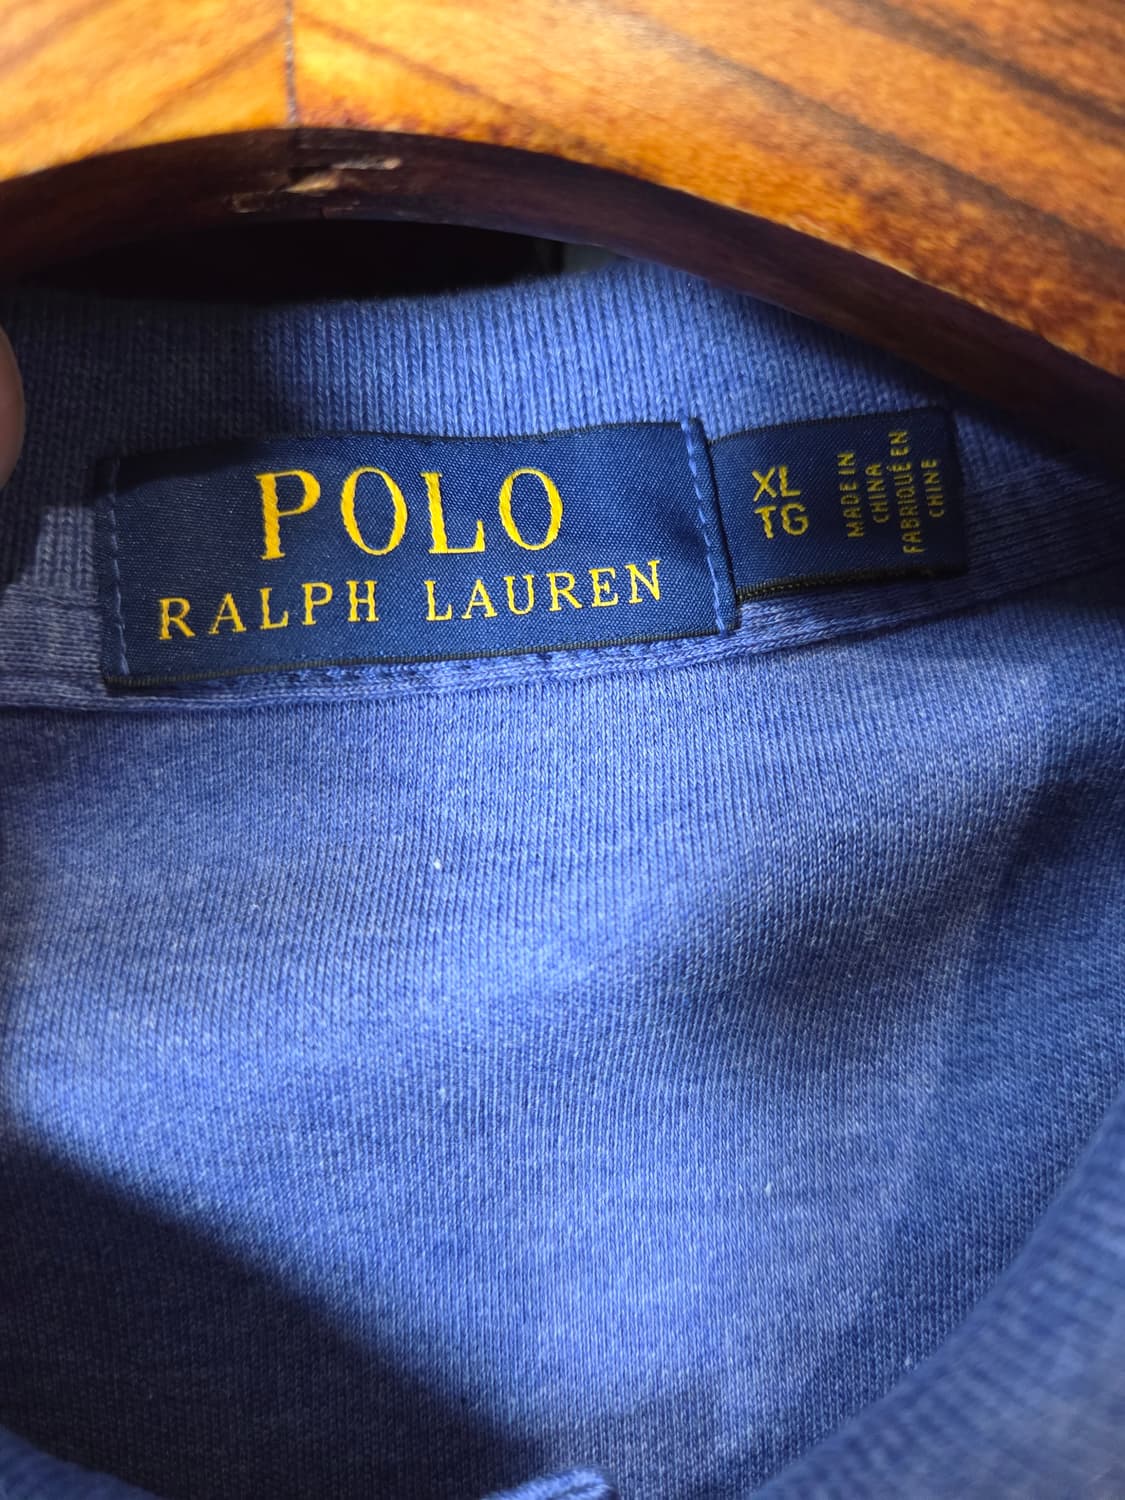 POLO
RALPH LAUREN
XL
TG
MADE IN
CHINA
FABRIQUÉ EN
CHINE